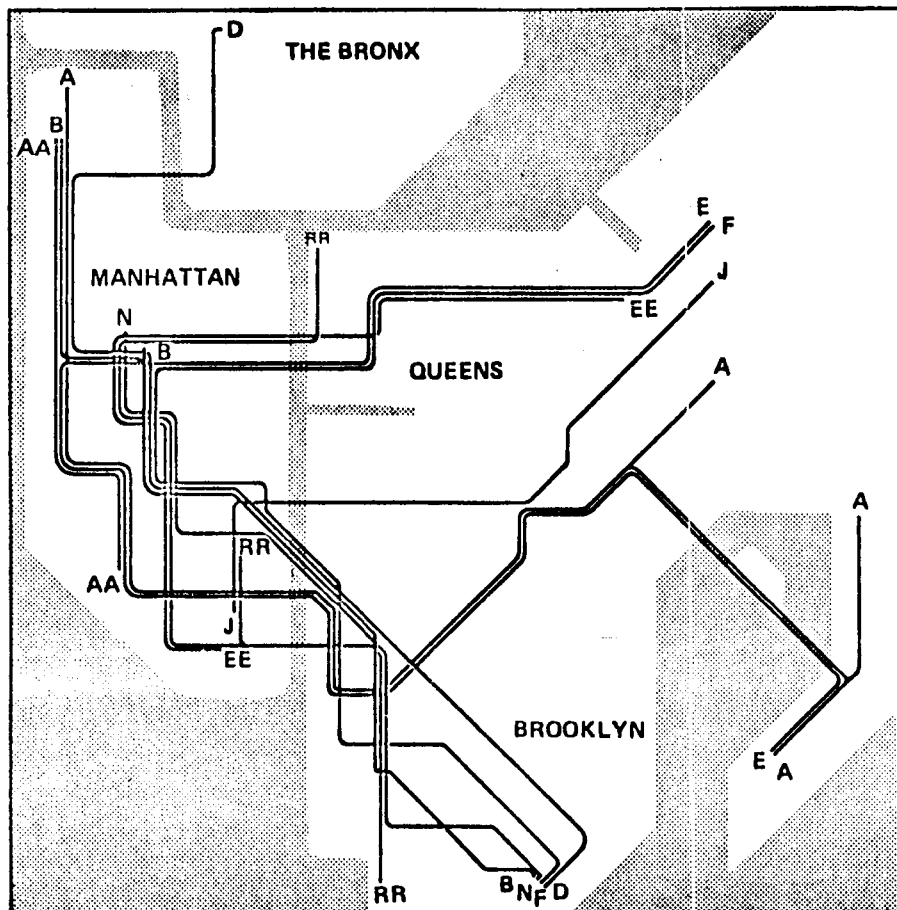 D
THE BRONX
A
B
AA
E
F
RR
J
MANHATTAN
EE
N
B
QUEENS
A
A
RR
AA
J
EE
BROOKLYN
E
A
B
N
F
D
RR